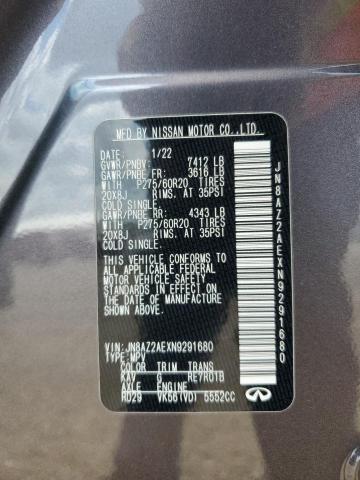 MFD BY NISSAN MOTOR CO.,LTD.
DATE: 1/22
GVWR/PNBV: 7412 LB
GAWR/PNBE FR: 3616 LB
WITH P275/60R20 TIRES
20X8J RIMS. AT 35PSI
COLD SINGLE.
GAWR/PNBE RR: 4343 LB
WITH P275/60R20 TIRES
20X8J RIMS. AT 35PSI
COLD SINGLE.
THIS VEHICLE CONFORMS TO
ALL APPLICABLE FEDERAL
MOTOR VEHICLE SAFETY
STANDARDS IN EFFECT ON
THE DATE OF MANUFACTURE
SHOWN ABOVE.
VIN: JN8AZ2AEXN9291680
TYPE: MPV
COLOR TRIM TRANS
KAV G RE7R01B
AXLE ENGINE
RD29 VK56(VD) 5552CC
INFINITI
JN8AZ2AEXN9291680